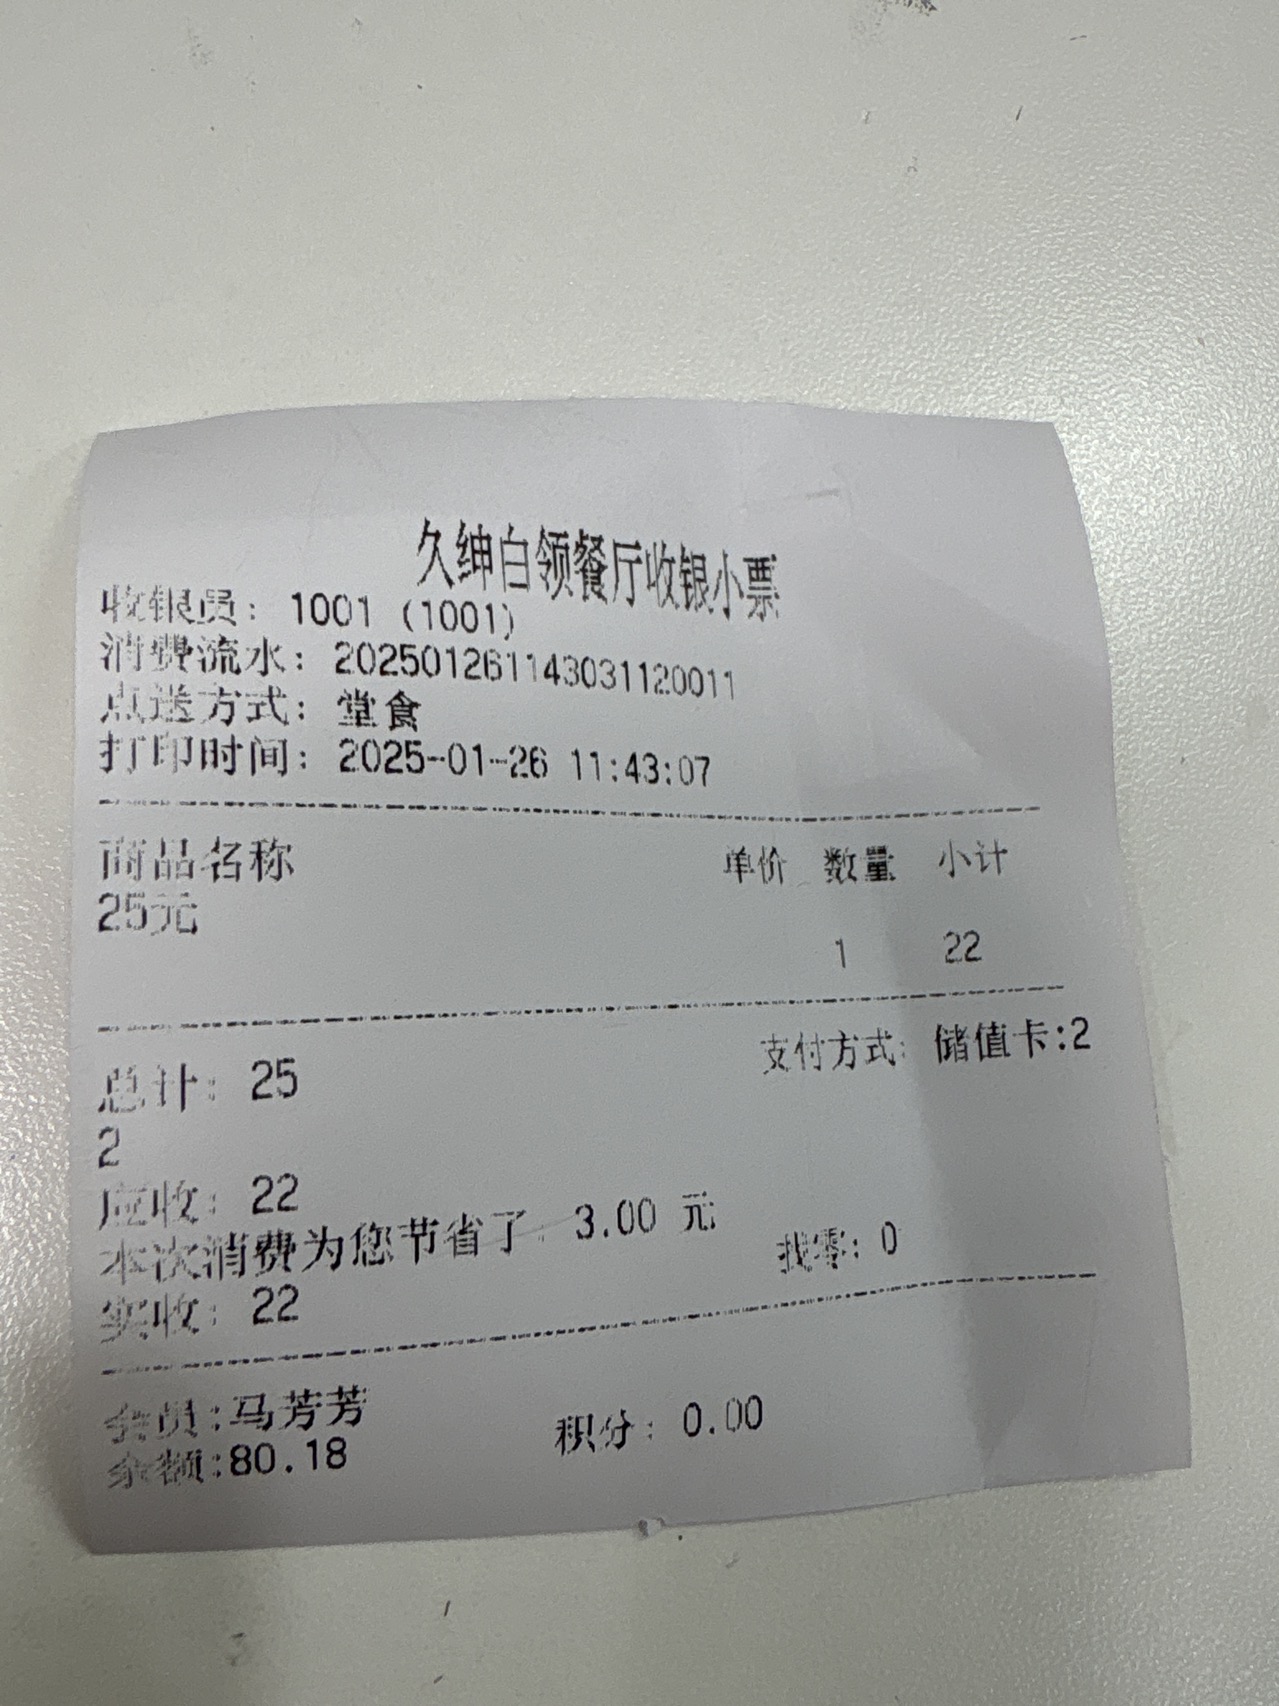 久绅白领餐厅收银小票
收银员: 1001 (1001)
消费流水: 202501261143031120011
点送方式: 堂食
打印时间: 2025-01-26 11:43:07
商品名称 单价 数量 小计
25元
1 22
总计: 25 支付方式: 储值卡:2
2
应收: 22
本次消费为您节省了: 3.00 元
实收: 22 找零: 0
会员:马芳芳 积分: 0.00
余额:80.18